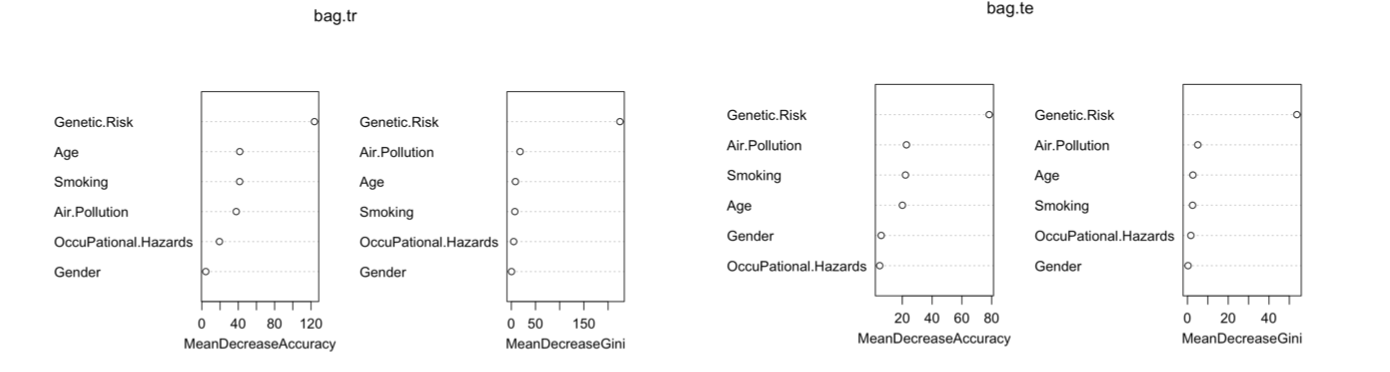 bag.tr
Genetic.Risk
Age
Smoking
Air.Pollution
OccuPational.Hazards
Gender
0 40 80 120
MeanDecreaseAccuracy
Genetic.Risk
Air.Pollution
Age
Smoking
OccuPational.Hazards
Gender
0 50 150
MeanDecreaseGini
bag.te
Genetic.Risk
Air.Pollution
Smoking
Age
Gender
OccuPational.Hazards
20 40 60 80
MeanDecreaseAccuracy
Genetic.Risk
Air.Pollution
Age
Smoking
OccuPational.Hazards
Gender
0 20 40
MeanDecreaseGini